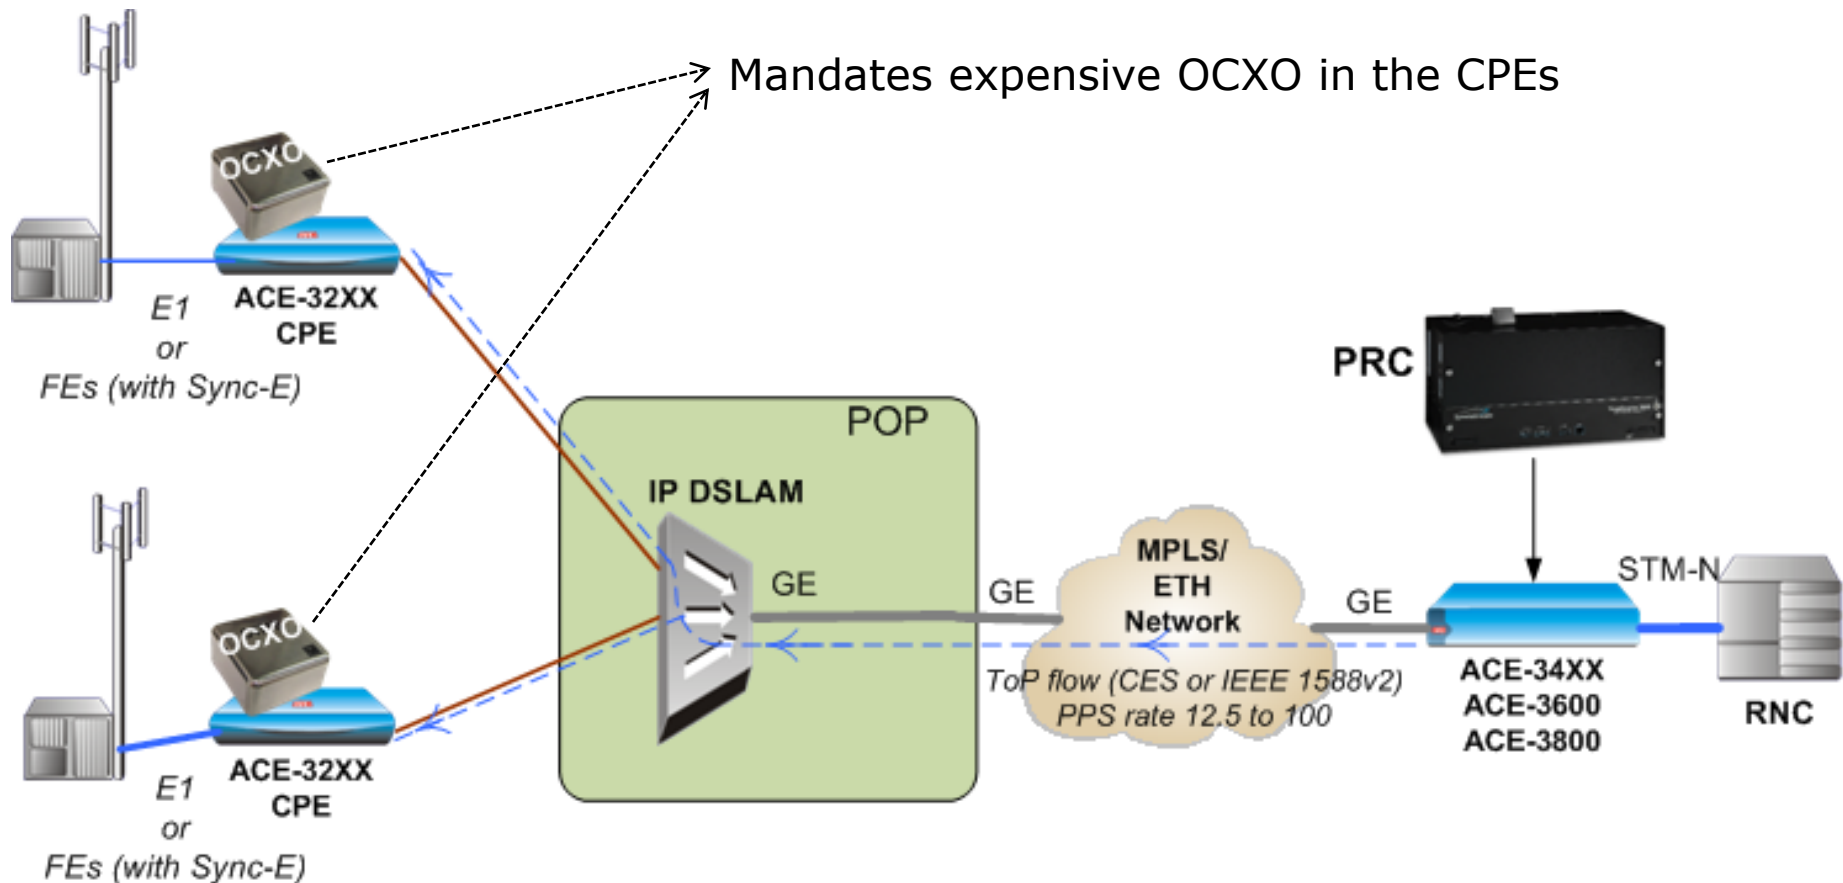 Mandates expensive OCXO in the CPEs
OCXO
ACE-32XX
CPE
E1
or
FEs (with Sync-E)
PRC
POP
IP DSLAM
GE
GE
MPLS/
ETH
Network
GE
STM-N
ToP flow (CES or IEEE 1588v2)
PPS rate 12.5 to 100
ACE-34XX
ACE-3600
ACE-3800
RNC
OCXO
ACE-32XX
CPE
E1
or
FEs (with Sync-E)